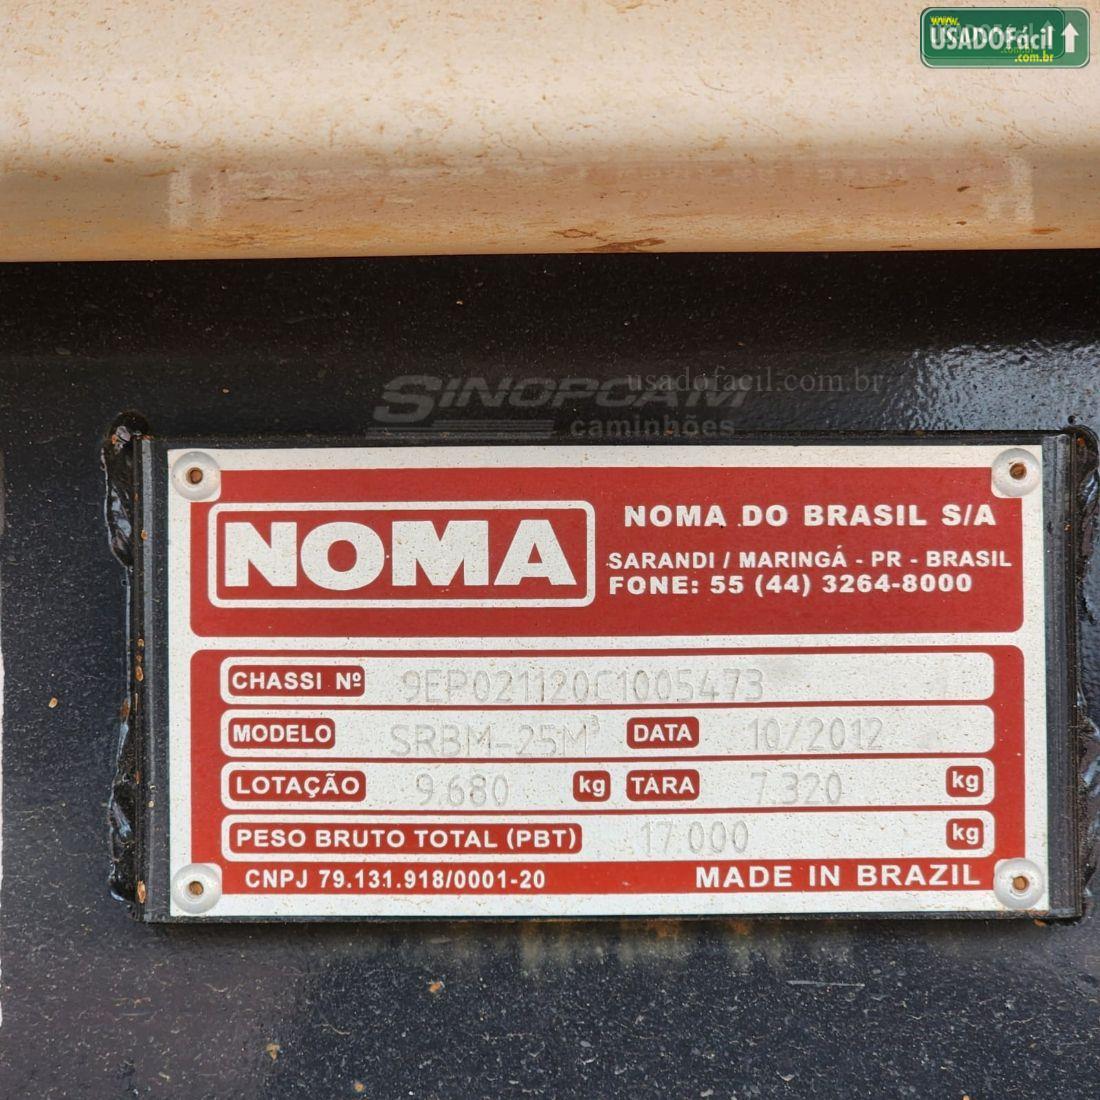 www.
USADOFácil
.com.br
SINOPCAM
usadofacil.com.br
caminhões
NOMA
NOMA DO BRASIL S/A
SARANDI / MARINGÁ - PR - BRASIL
FONE: 55 (44) 3264-8000
CHASSI Nº 9EP021120C1005473
MODELO SRBM-25M³ DATA 10/2012
LOTAÇÃO 9.680 kg TARA 7.320 kg
PESO BRUTO TOTAL (PBT) 17.000 kg
CNPJ 79.131.918/0001-20 MADE IN BRAZIL